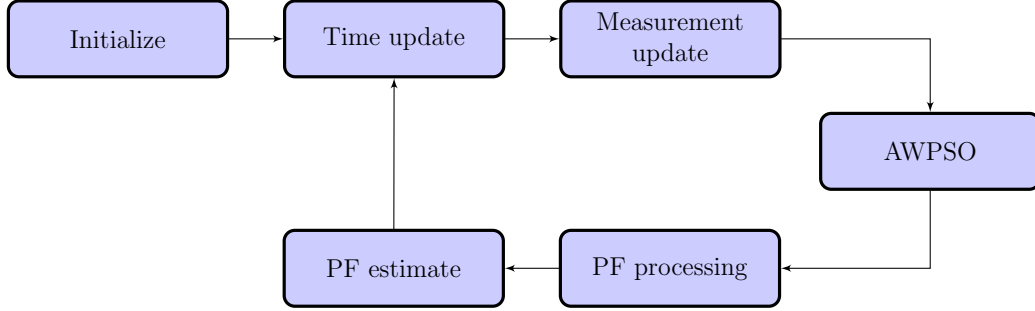 Initialize
Time update
Measurement
update
AWPSO
PF processing
PF estimate